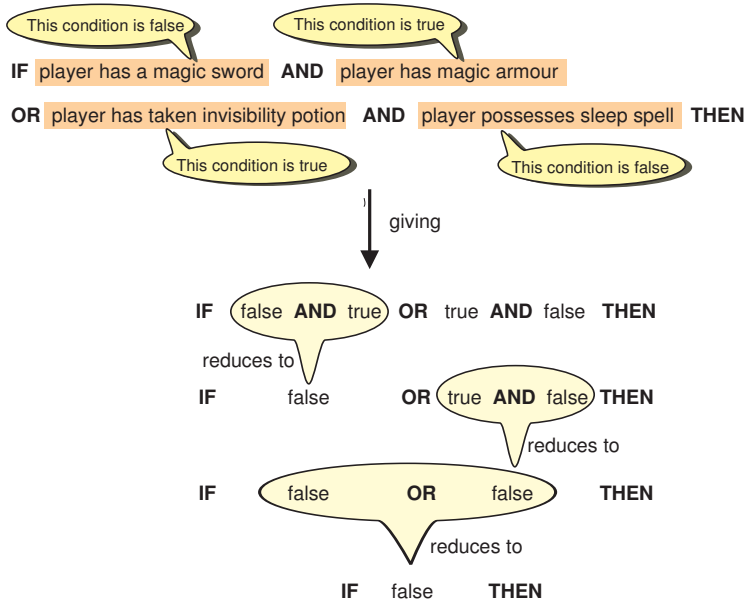 This condition is false This condition is true
IF player has a magic sword AND player has magic armour
OR player has taken invisibility potion AND player possesses sleep spell THEN
This condition is true This condition is false
)
giving
IF false AND true OR true AND false THEN
reduces to
IF false OR true AND false THEN
reduces to
IF false OR false THEN
reduces to
IF false THEN